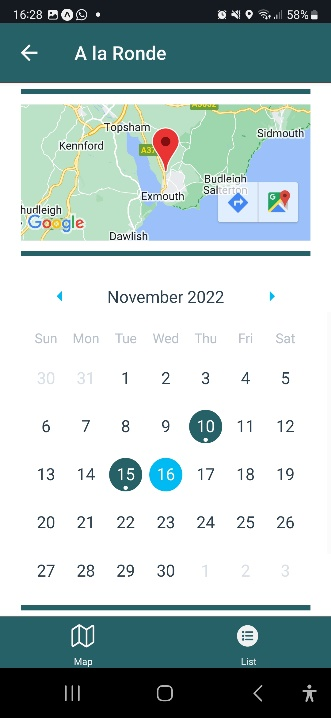 16:28 58%
A la Ronde
A3052
Topsham
Sidmouth
Kennford
A37
Budleigh
Salterton
Exmouth
hudleigh
Google
Dawlish
November 2022
Sun Mon Tue Wed Thu Fri Sat
30 31 1 2 3 4 5
6 7 8 9 10 11 12
13 14 15 16 17 18 19
20 21 22 23 24 25 26
27 28 29 30 1 2 3
Map List